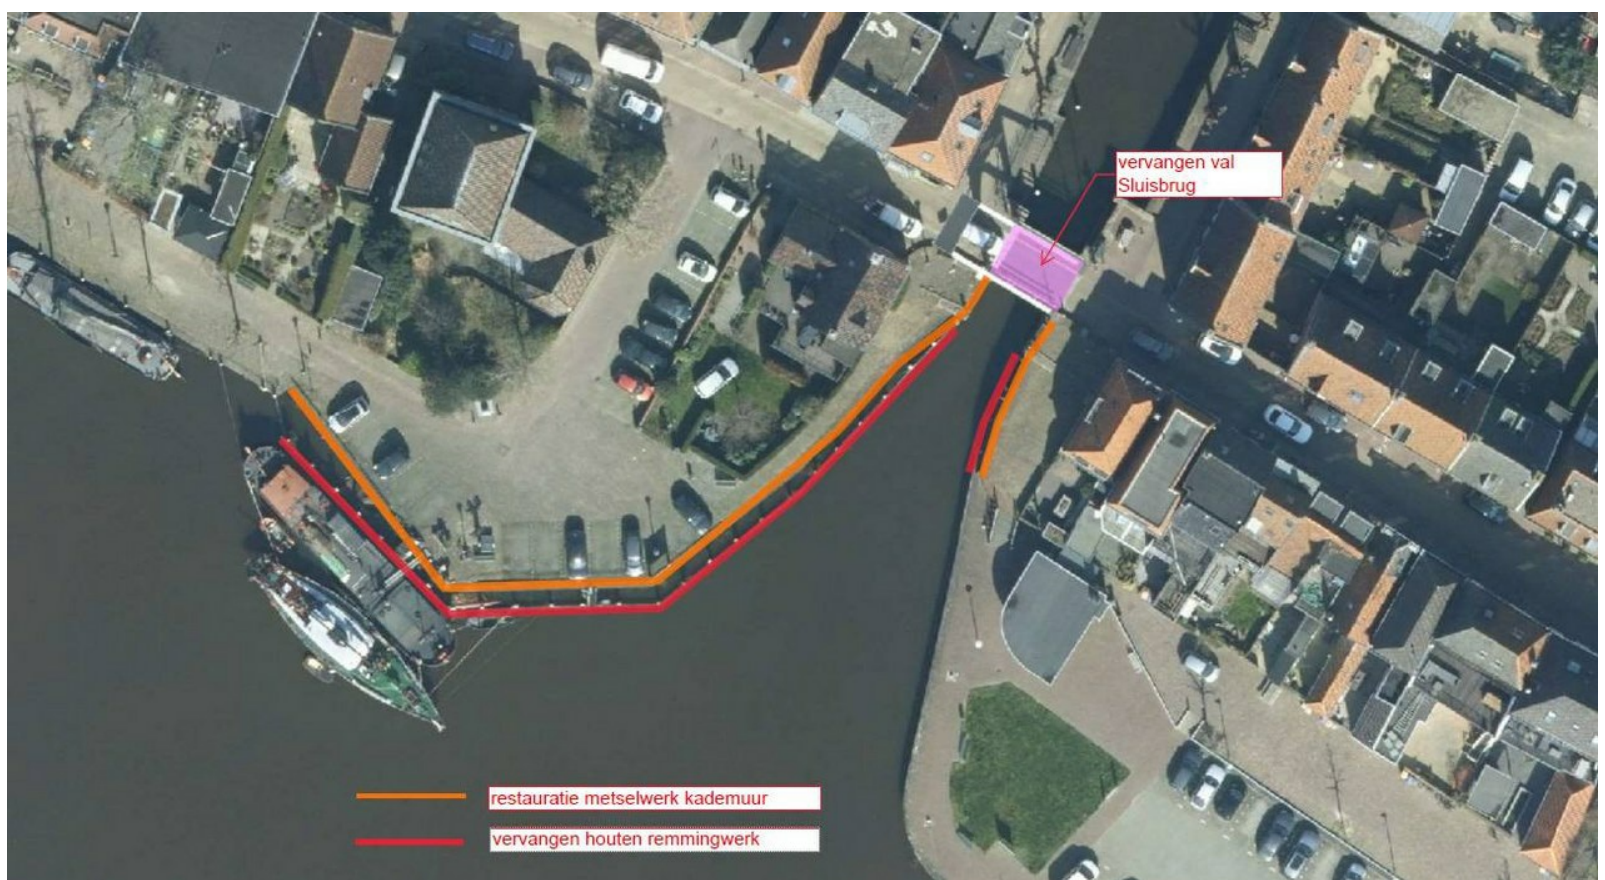 vervangen val
Sluisbrug
restauratie metselwerk kademuur
vervangen houten remmingwerk